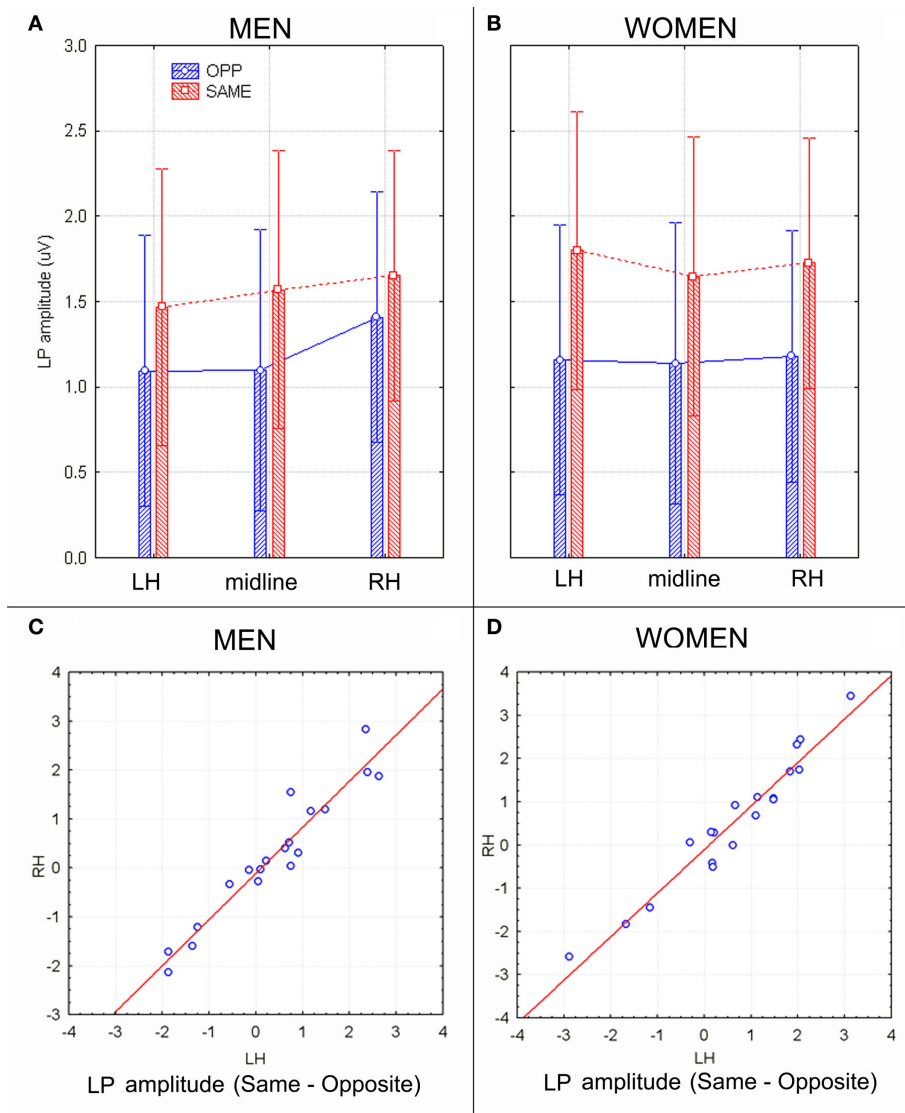 A
MEN
3.0
2.5
2.0
1.5
1.0
0.5
0.0
LP amplitude (uV)
OPP
SAME
LH midline RH
B
WOMEN
LH midline RH
C
MEN
4
3
2
1
0
-1
-2
-3
RH
-4 -3 -2 -1 0 1 2 3 4
LH
LP amplitude (Same - Opposite)
D
WOMEN
4
3
2
1
0
-1
-2
-3
-4
RH
-4 -3 -2 -1 0 1 2 3 4
LH
LP amplitude (Same - Opposite)